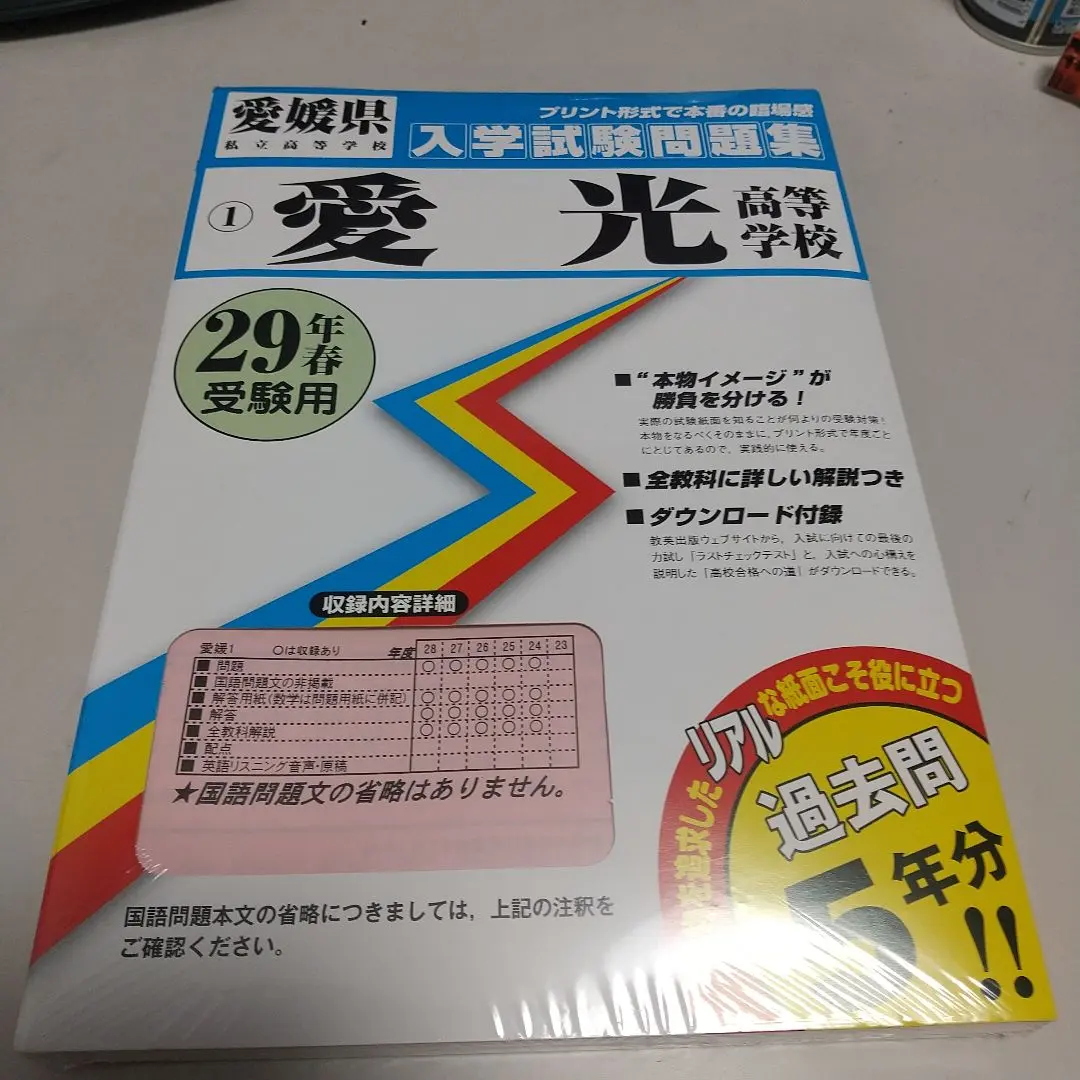 愛媛県
私立高等学校
プリント形式で本番の臨場感
入学試験問題集
① 愛光 高等学校
29年春
受験用
■“本物イメージ”が
勝負を分ける！
実際の試験紙面を知ることが何よりの受験対策！
本物をなるべくそのままに、プリント形式で年度ごと
にとじてあるので、実践的に使える。
■全教科に詳しい解説つき
■ダウンロード付録
教英出版ウェブサイトから、入試に向けての最後の
力試し「ラストチェックテスト」と、入試への心構えを
説明した「高校合格への道」がダウンロードできる。
収録内容詳細
愛媛1 ○は収録あり 年度 28 27 26 25 24 23
■問題 ○ ○ ○ ○ ○
■国語問題文の非掲載
■解答用紙(数学は問題用紙に併記) ○ ○ ○ ○ ○
■解答 ○ ○ ○ ○ ○
■全教科解説 ○ ○ ○ ○ ○
■配点
■英語リスニング音声・原稿
★国語問題文の省略はありません。
国語問題本文の省略につきましては，上記の注釈を
ご確認ください。
追求したリアルな紙面こそ役に立つ
過去問
5年分!!